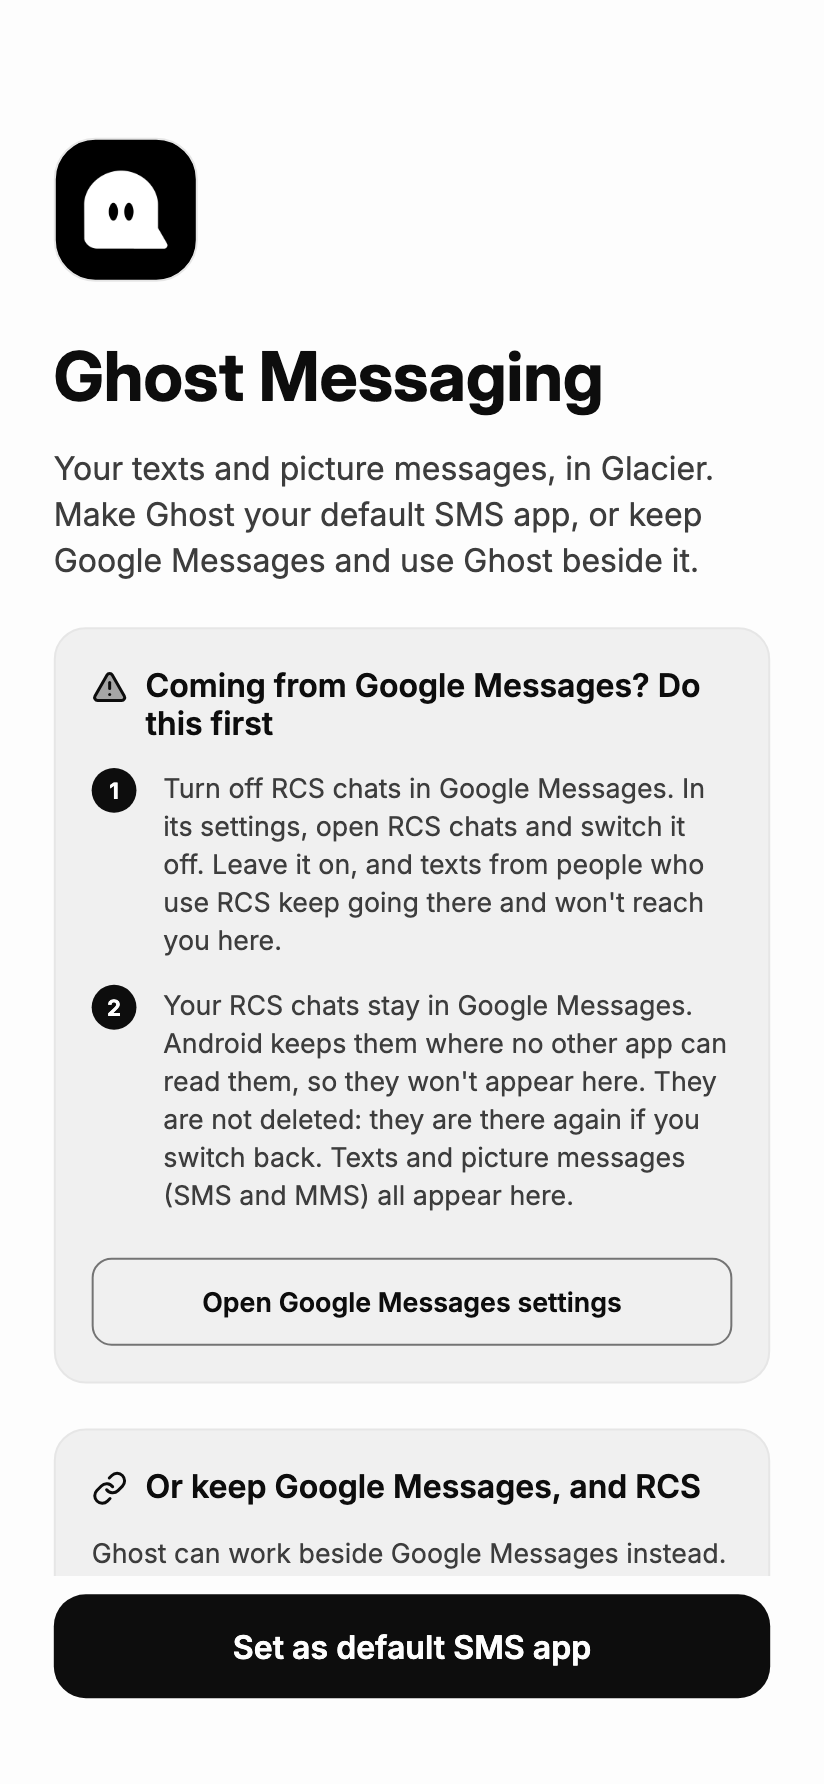 Ghost Messaging
Your texts and picture messages, in Glacier.
Make Ghost your default SMS app, or keep
Google Messages and use Ghost beside it.
Coming from Google Messages? Do
this first
1
Turn off RCS chats in Google Messages. In
its settings, open RCS chats and switch it
off. Leave it on, and texts from people who
use RCS keep going there and won't reach
you here.
2
Your RCS chats stay in Google Messages.
Android keeps them where no other app can
read them, so they won't appear here. They
are not deleted: they are there again if you
switch back. Texts and picture messages
(SMS and MMS) all appear here.
Open Google Messages settings
Or keep Google Messages, and RCS
Ghost can work beside Google Messages instead.
Set as default SMS app